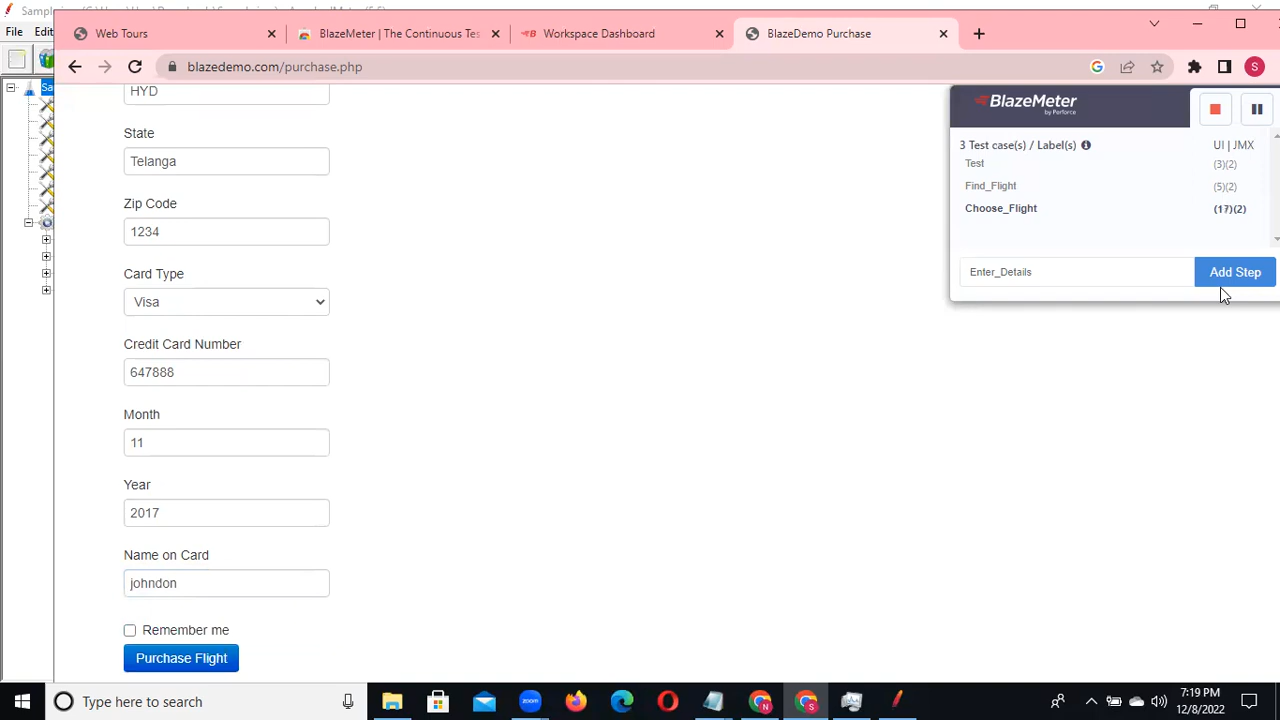 Web Tours
BlazeMeter | The Continuous Tes
Workspace Dashboard
BlazeDemo Purchase
File
blazedemo.com/purchase.php
S
HYD
State
Telanga
Zip Code
1234
Card Type
Visa
Credit Card Number
647888
Month
11
Year
2017
Name on Card
johndon
Remember me
Purchase Flight
BlazeMeter
by Perforce
3 Test case(s) / Label(s)
UI | JMX
Test
(3)(2)
Find_Flight
(5)(2)
Choose_Flight
(17)(2)
Enter_Details
Add Step
Type here to search
zoom
N
S
7:19 PM
12/8/2022